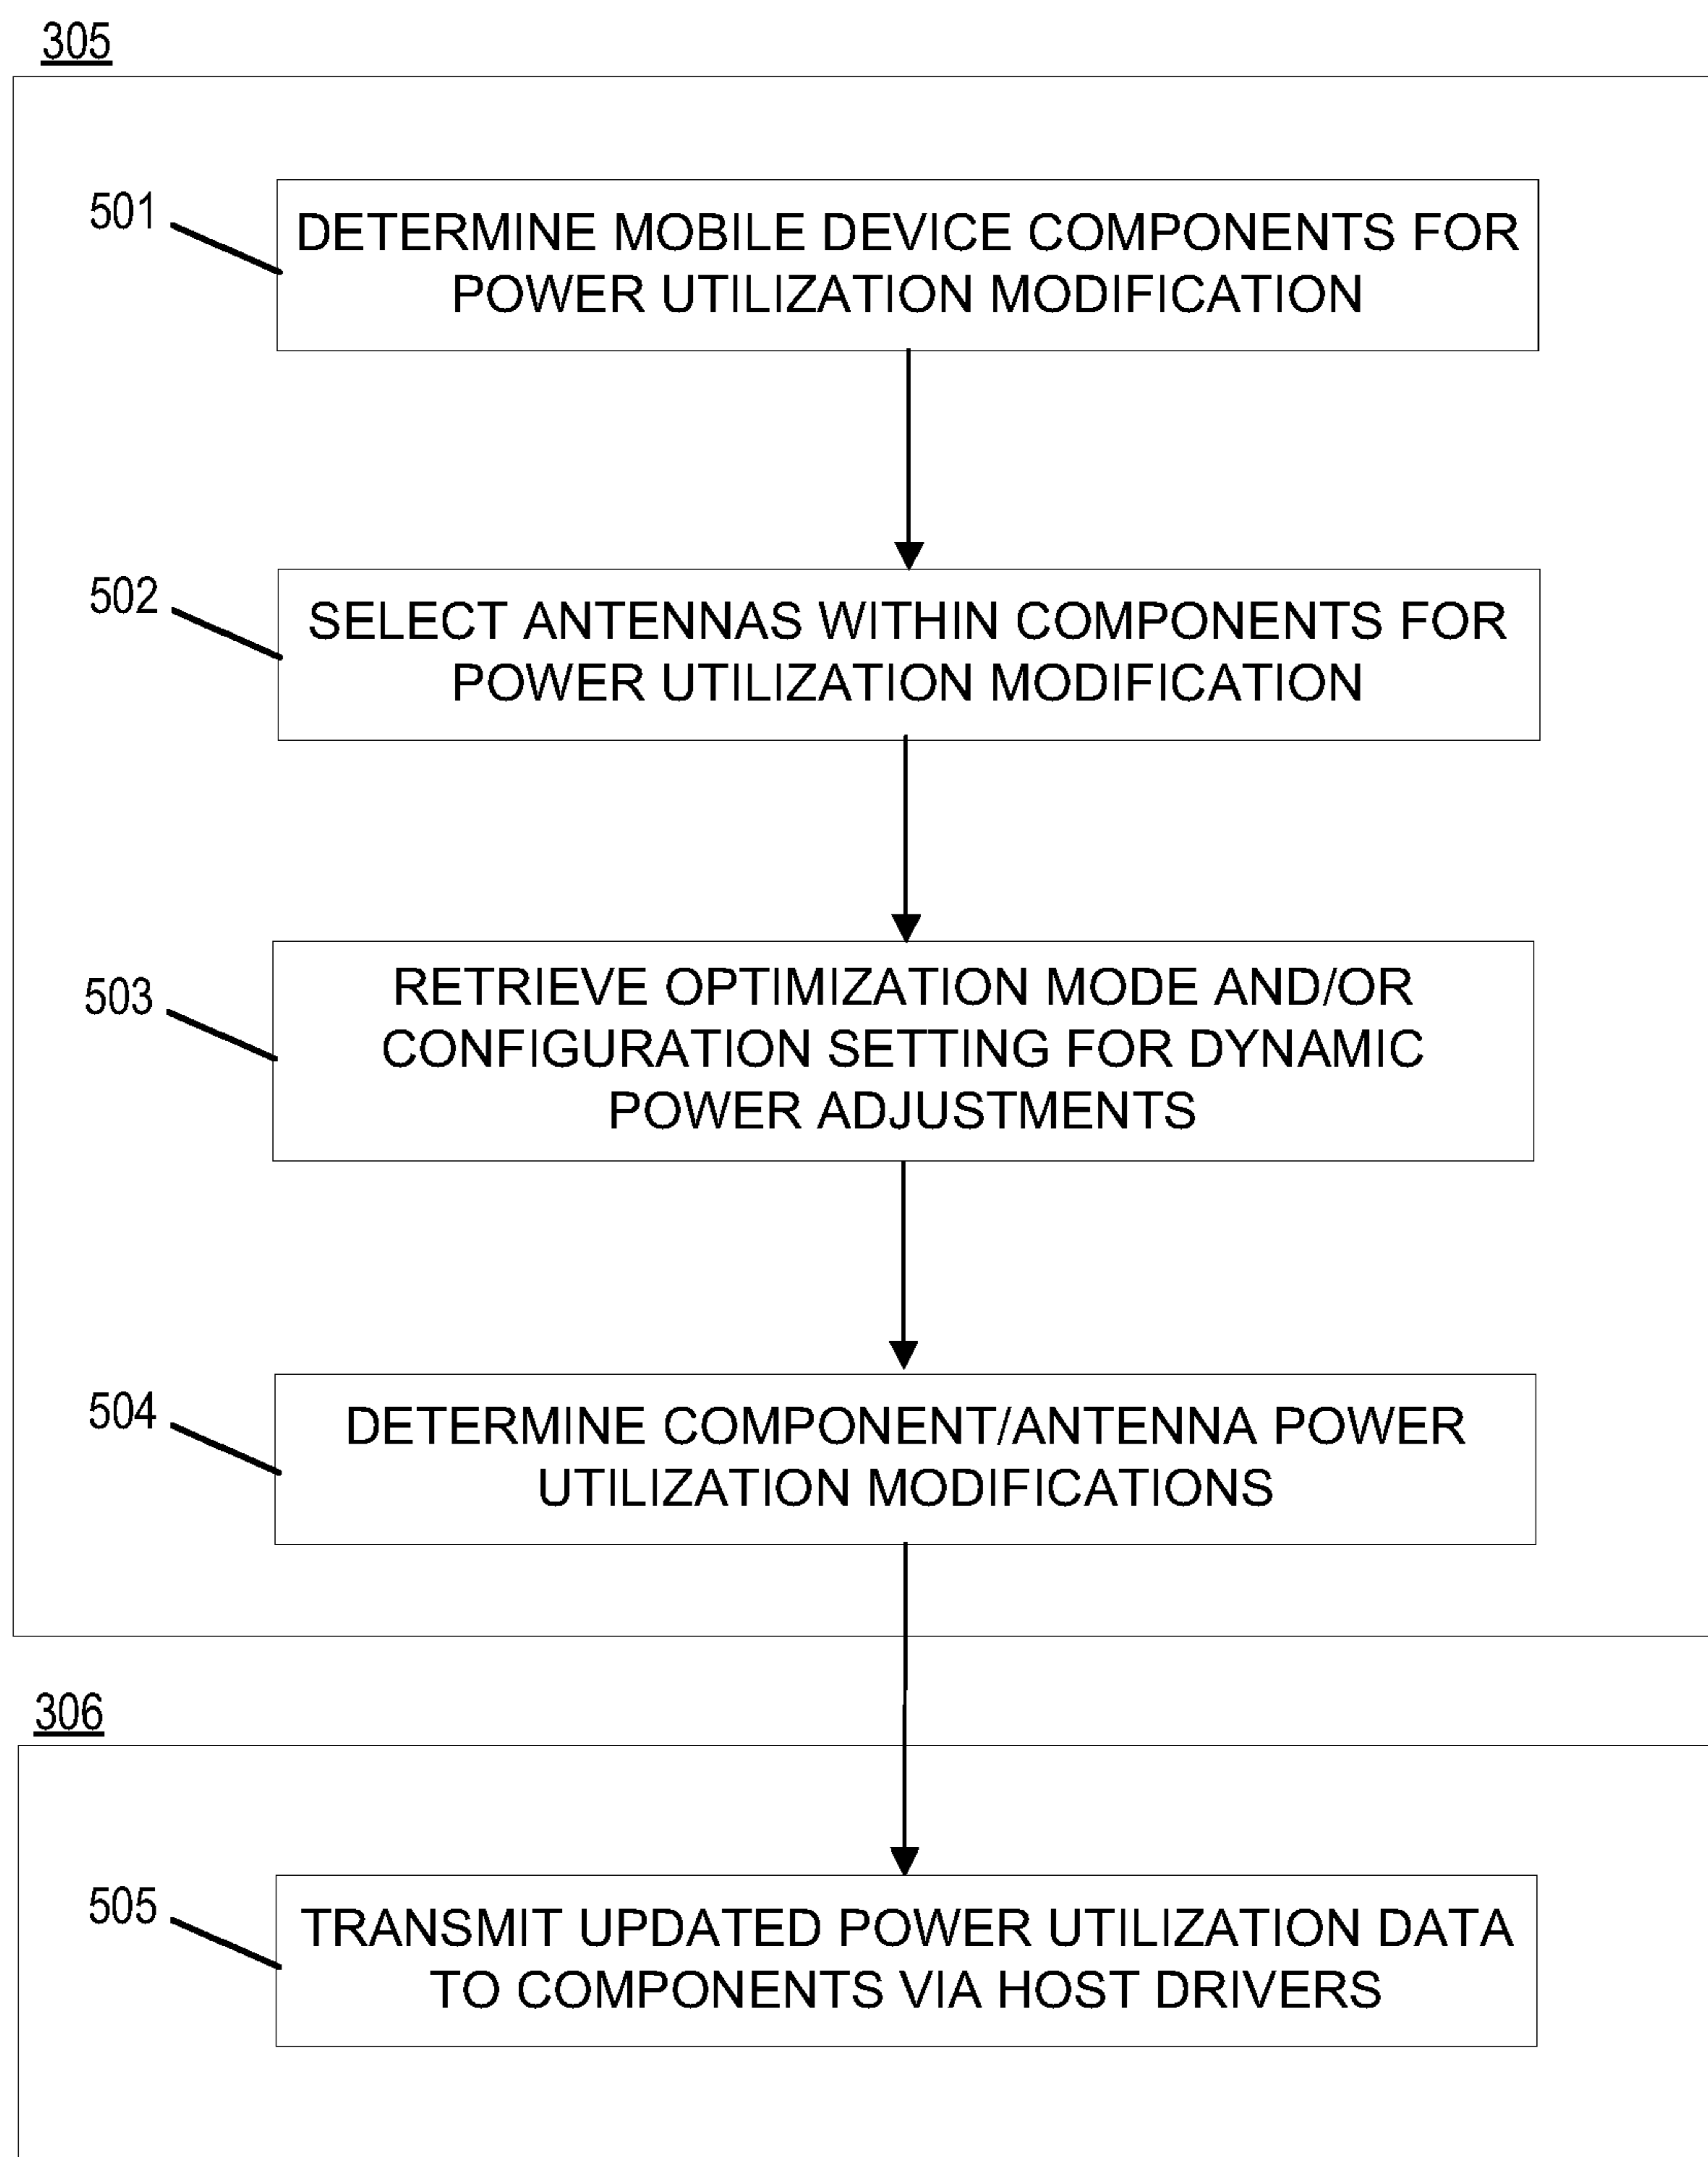 305
501
DETERMINE MOBILE DEVICE COMPONENTS FOR
POWER UTILIZATION MODIFICATION
502
SELECT ANTENNAS WITHIN COMPONENTS FOR
POWER UTILIZATION MODIFICATION
503
RETRIEVE OPTIMIZATION MODE AND/OR
CONFIGURATION SETTING FOR DYNAMIC
POWER ADJUSTMENTS
504
DETERMINE COMPONENT/ANTENNA POWER
UTILIZATION MODIFICATIONS
306
505
TRANSMIT UPDATED POWER UTILIZATION DATA
TO COMPONENTS VIA HOST DRIVERS